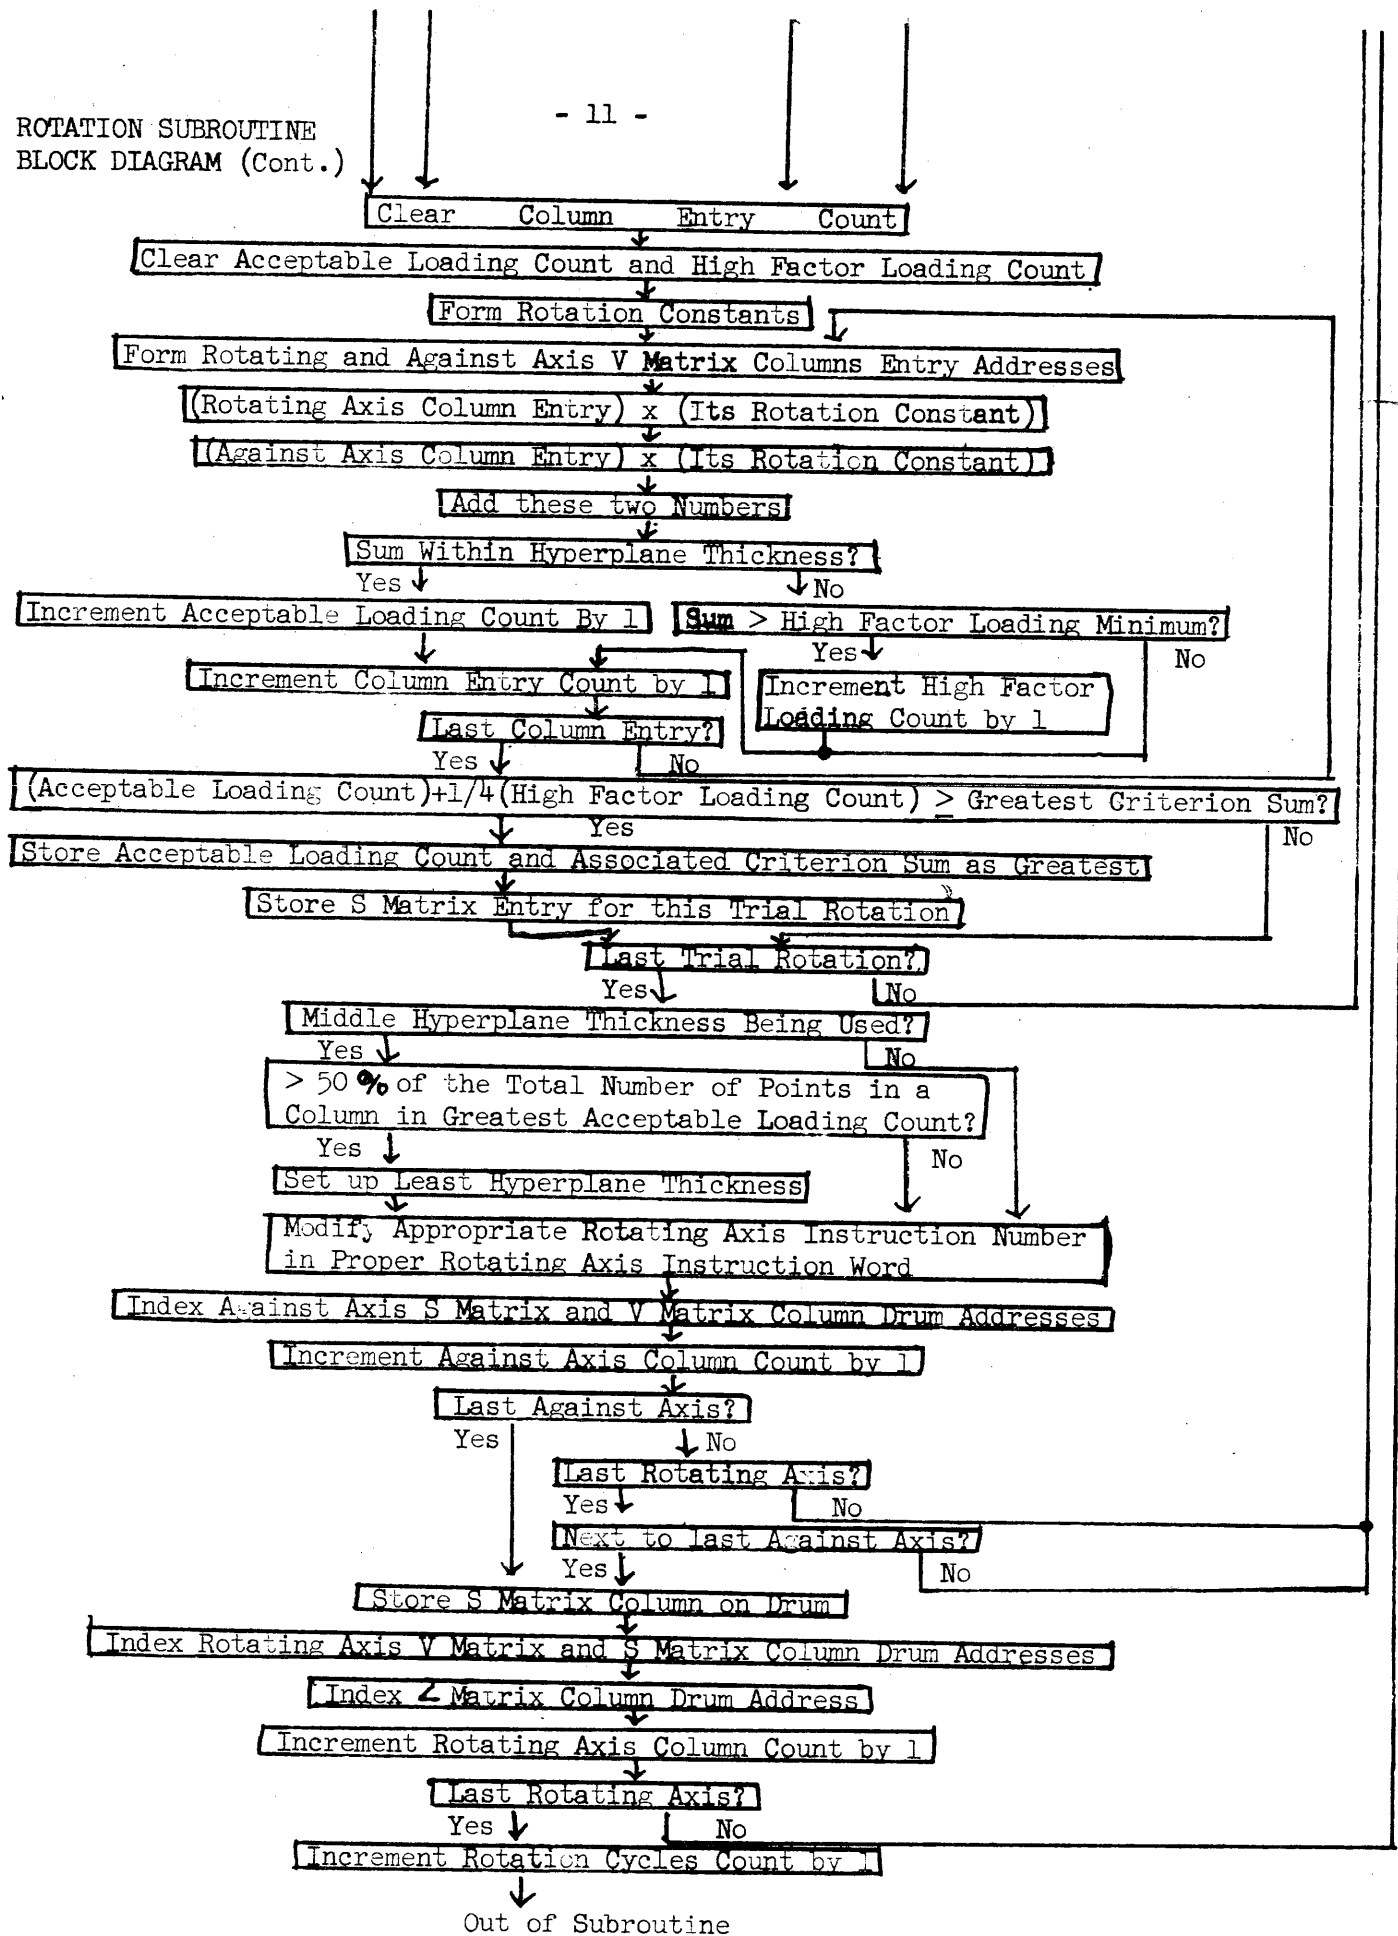 - 11 -
ROTATION SUBROUTINE
BLOCK DIAGRAM (Cont.)
Clear Column Entry Count
Clear Acceptable Loading Count and High Factor Loading Count
Form Rotation Constants
Form Rotating and Against Axis V Matrix Columns Entry Addresses
(Rotating Axis Column Entry) x (Its Rotation Constant)
(Against Axis Column Entry) x (Its Rotation Constant)
Add these two Numbers
Sum Within Hyperplane Thickness?
Yes No
Increment Acceptable Loading Count By 1
Sum > High Factor Loading Minimum?
Yes No
Increment Column Entry Count by 1
Increment High Factor
Loading Count by 1
Last Column Entry?
Yes No
(Acceptable Loading Count)+1/4(High Factor Loading Count) ≥ Greatest Criterion Sum?
Yes No
Store Acceptable Loading Count and Associated Criterion Sum as Greatest
Store S Matrix Entry for this Trial Rotation
Last Trial Rotation?
Yes No
Middle Hyperplane Thickness Being Used?
Yes No
> 50 % of the Total Number of Points in a
Column in Greatest Acceptable Loading Count?
Yes No
Set up Least Hyperplane Thickness
Modify Appropriate Rotating Axis Instruction Number
in Proper Rotating Axis Instruction Word
Index Against Axis S Matrix and V Matrix Column Drum Addresses
Increment Against Axis Column Count by 1
Last Against Axis?
Yes No
Last Rotating Axis?
Yes No
Next to last Against Axis?
Yes No
Store S Matrix Column on Drum
Index Rotating Axis V Matrix and S Matrix Column Drum Addresses
Index Matrix Column Drum Address
Increment Rotating Axis Column Count by 1
Last Rotating Axis?
Yes No
Increment Rotation Cycles Count by 1
Out of Subroutine